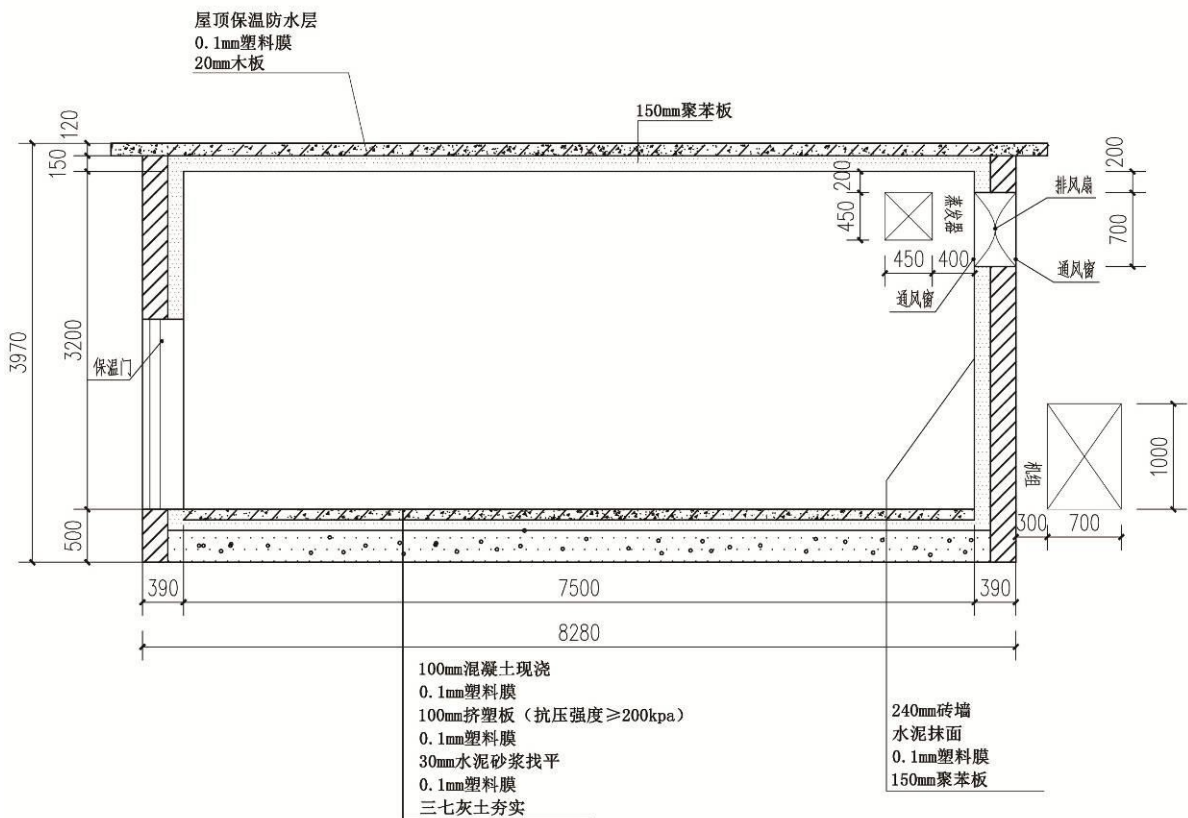 屋顶保温防水层
0.1mm塑料膜
20mm木板
150mm聚苯板
120
150
200
排风扇
200
450
蒸发器
700
450
400
通风窗
通风窗
3970
3200
保温门
机组
1000
500
300
700
390
7500
390
8280
100mm混凝土现浇
0.1mm塑料膜
100mm挤塑板（抗压强度≥200kpa）
0.1mm塑料膜
30mm水泥砂浆找平
0.1mm塑料膜
三七灰土夯实
240mm砖墙
水泥抹面
0.1mm塑料膜
150mm聚苯板